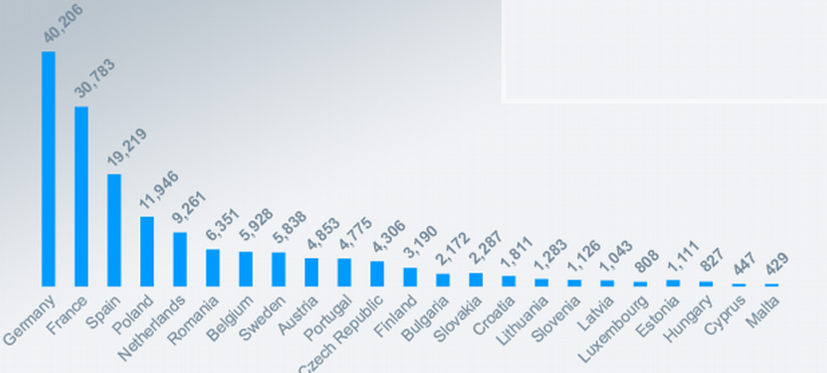 40,206
30,783
19,219
11,946
9,261
6,351
5,928
5,838
4,853
4,775
4,306
3,190
2,172
2,287
1,811
1,283
1,126
1,043
808
1,111
827
447
429
Germany
France
Spain
Poland
Netherlands
Romania
Belgium
Sweden
Austria
Portugal
Czech Republic
Finland
Bulgaria
Slovakia
Croatia
Lithuania
Slovenia
Latvia
Luxembourg
Estonia
Hungary
Cyprus
Malta